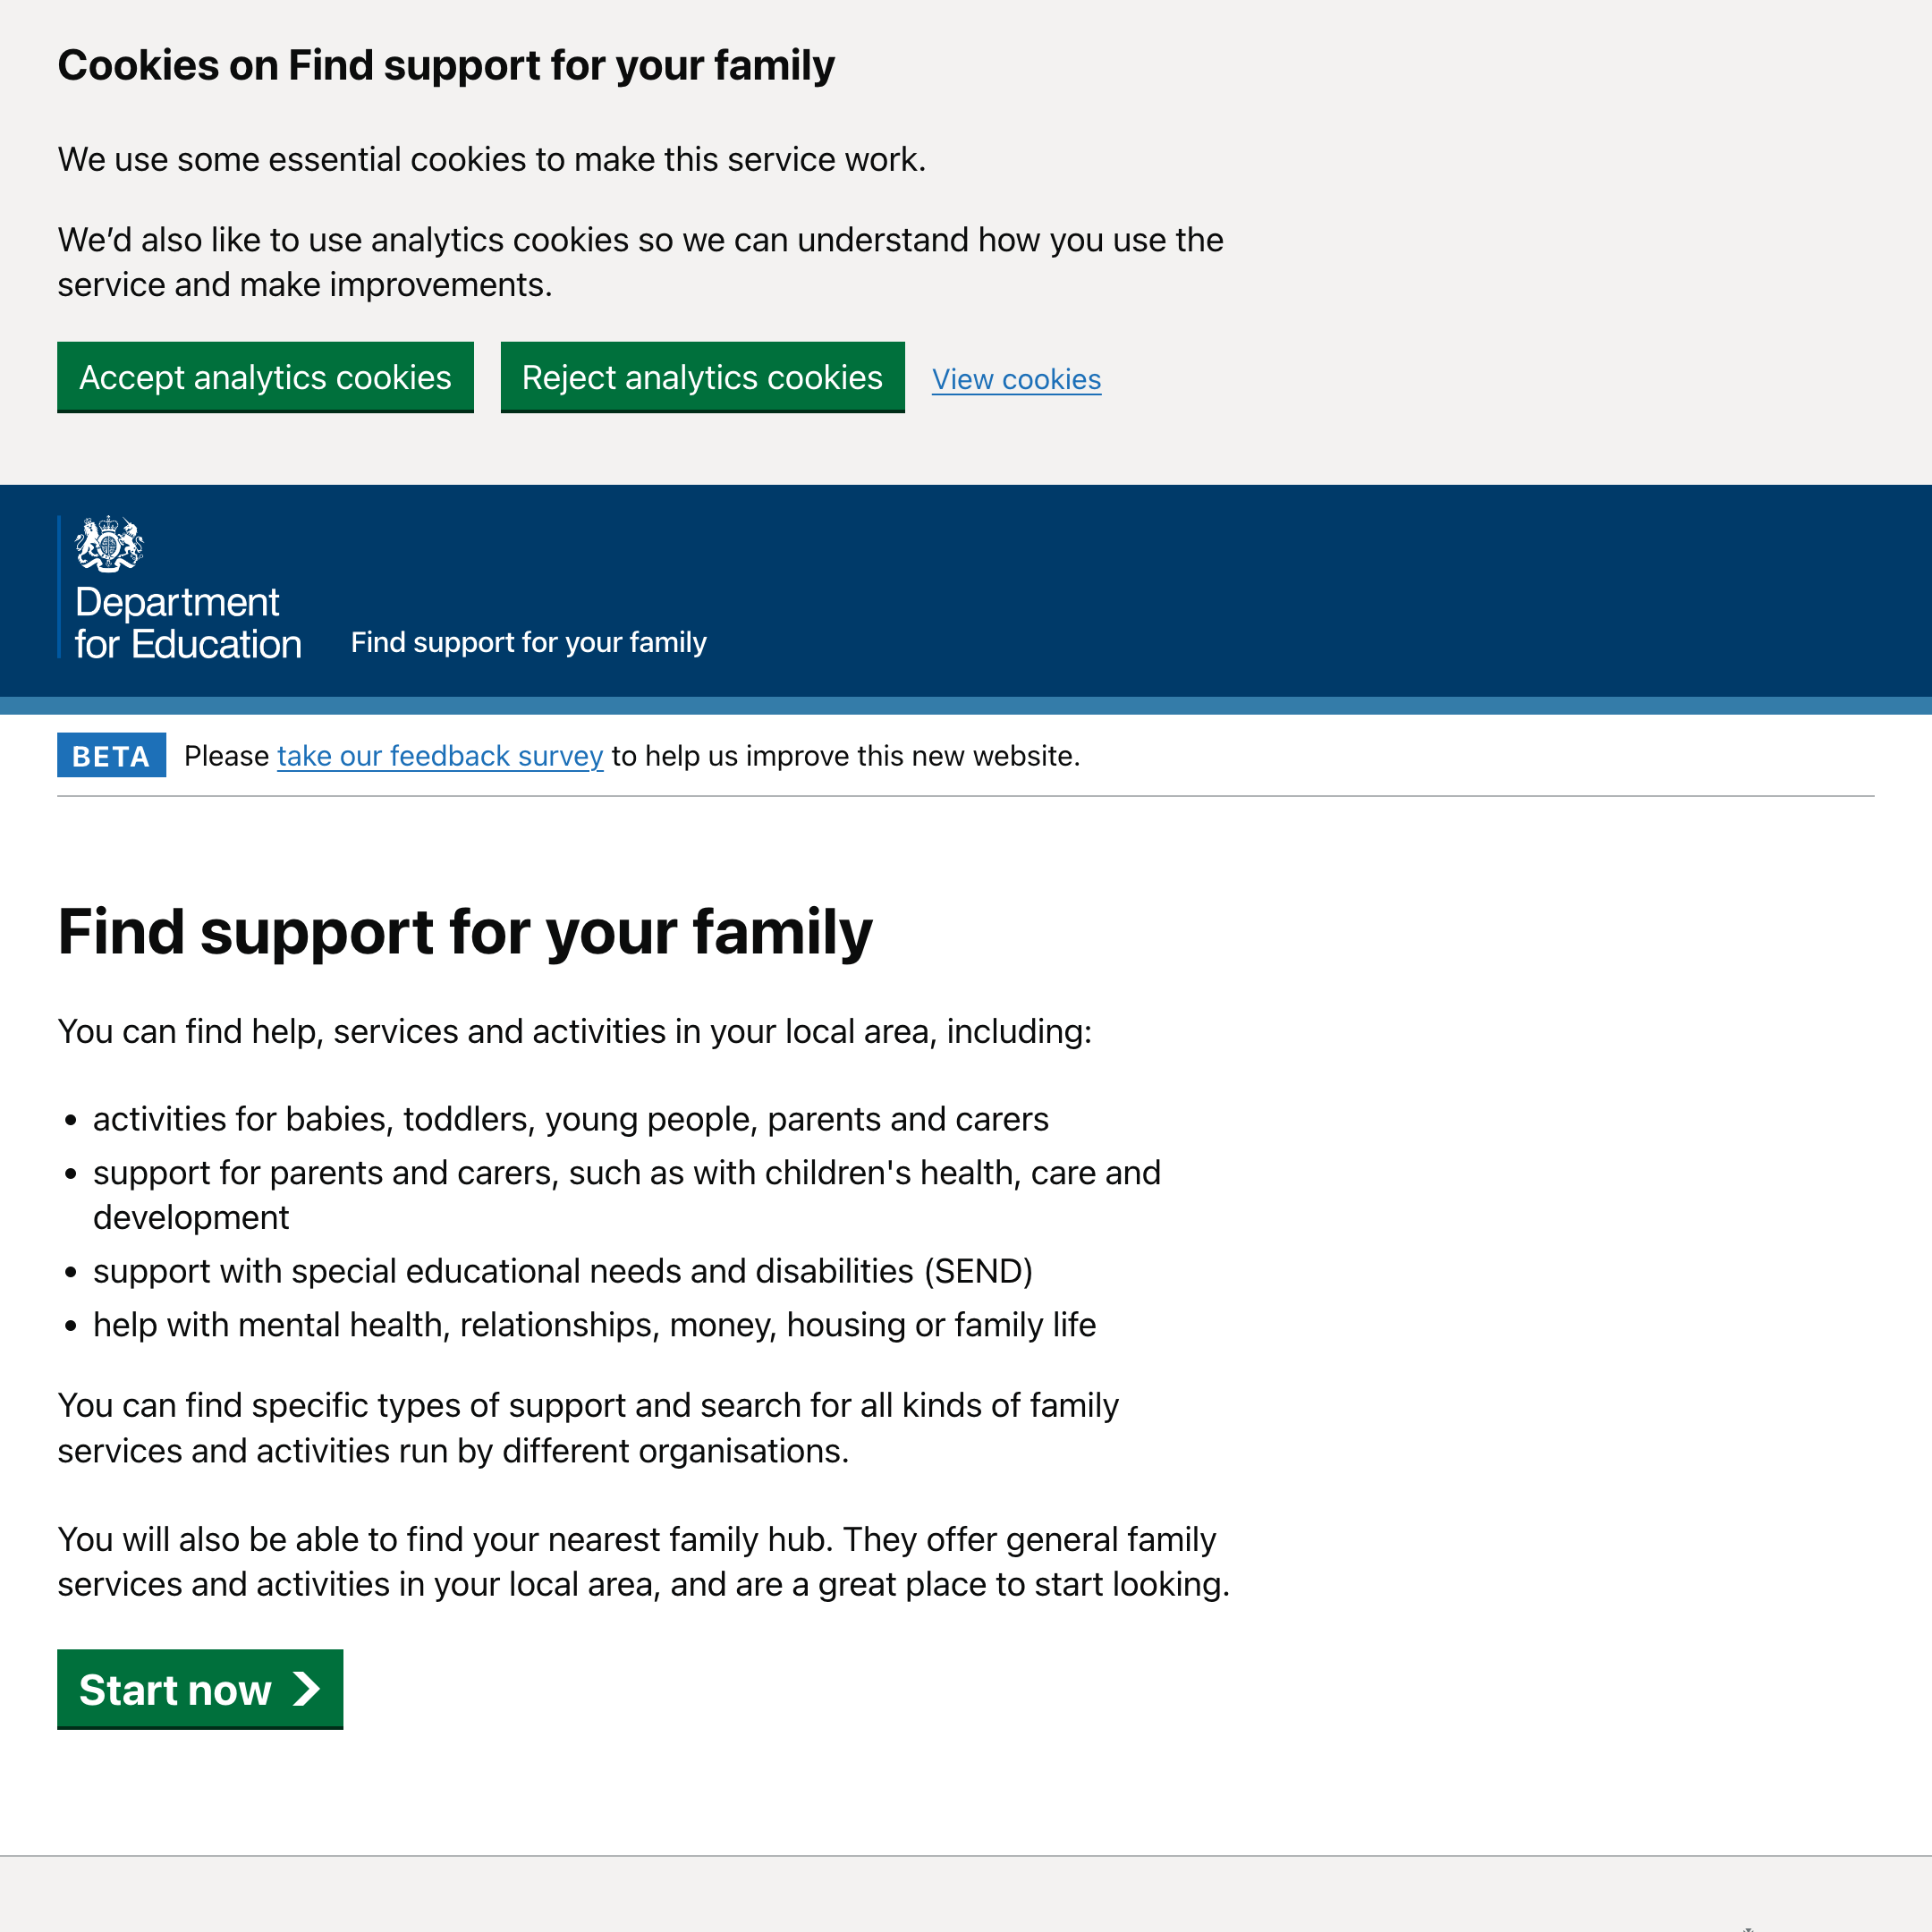 Cookies on Find support for your family
We use some essential cookies to make this service work.
We’d also like to use analytics cookies so we can understand how you use the
service and make improvements.
Accept analytics cookies
Reject analytics cookies
View cookies
Department
for Education
Find support for your family
BETA
Please take our feedback survey to help us improve this new website.
Find support for your family
You can find help, services and activities in your local area, including:
• activities for babies, toddlers, young people, parents and carers
• support for parents and carers, such as with children's health, care and
development
• support with special educational needs and disabilities (SEND)
• help with mental health, relationships, money, housing or family life
You can find specific types of support and search for all kinds of family
services and activities run by different organisations.
You will also be able to find your nearest family hub. They offer general family
services and activities in your local area, and are a great place to start looking.
Start now